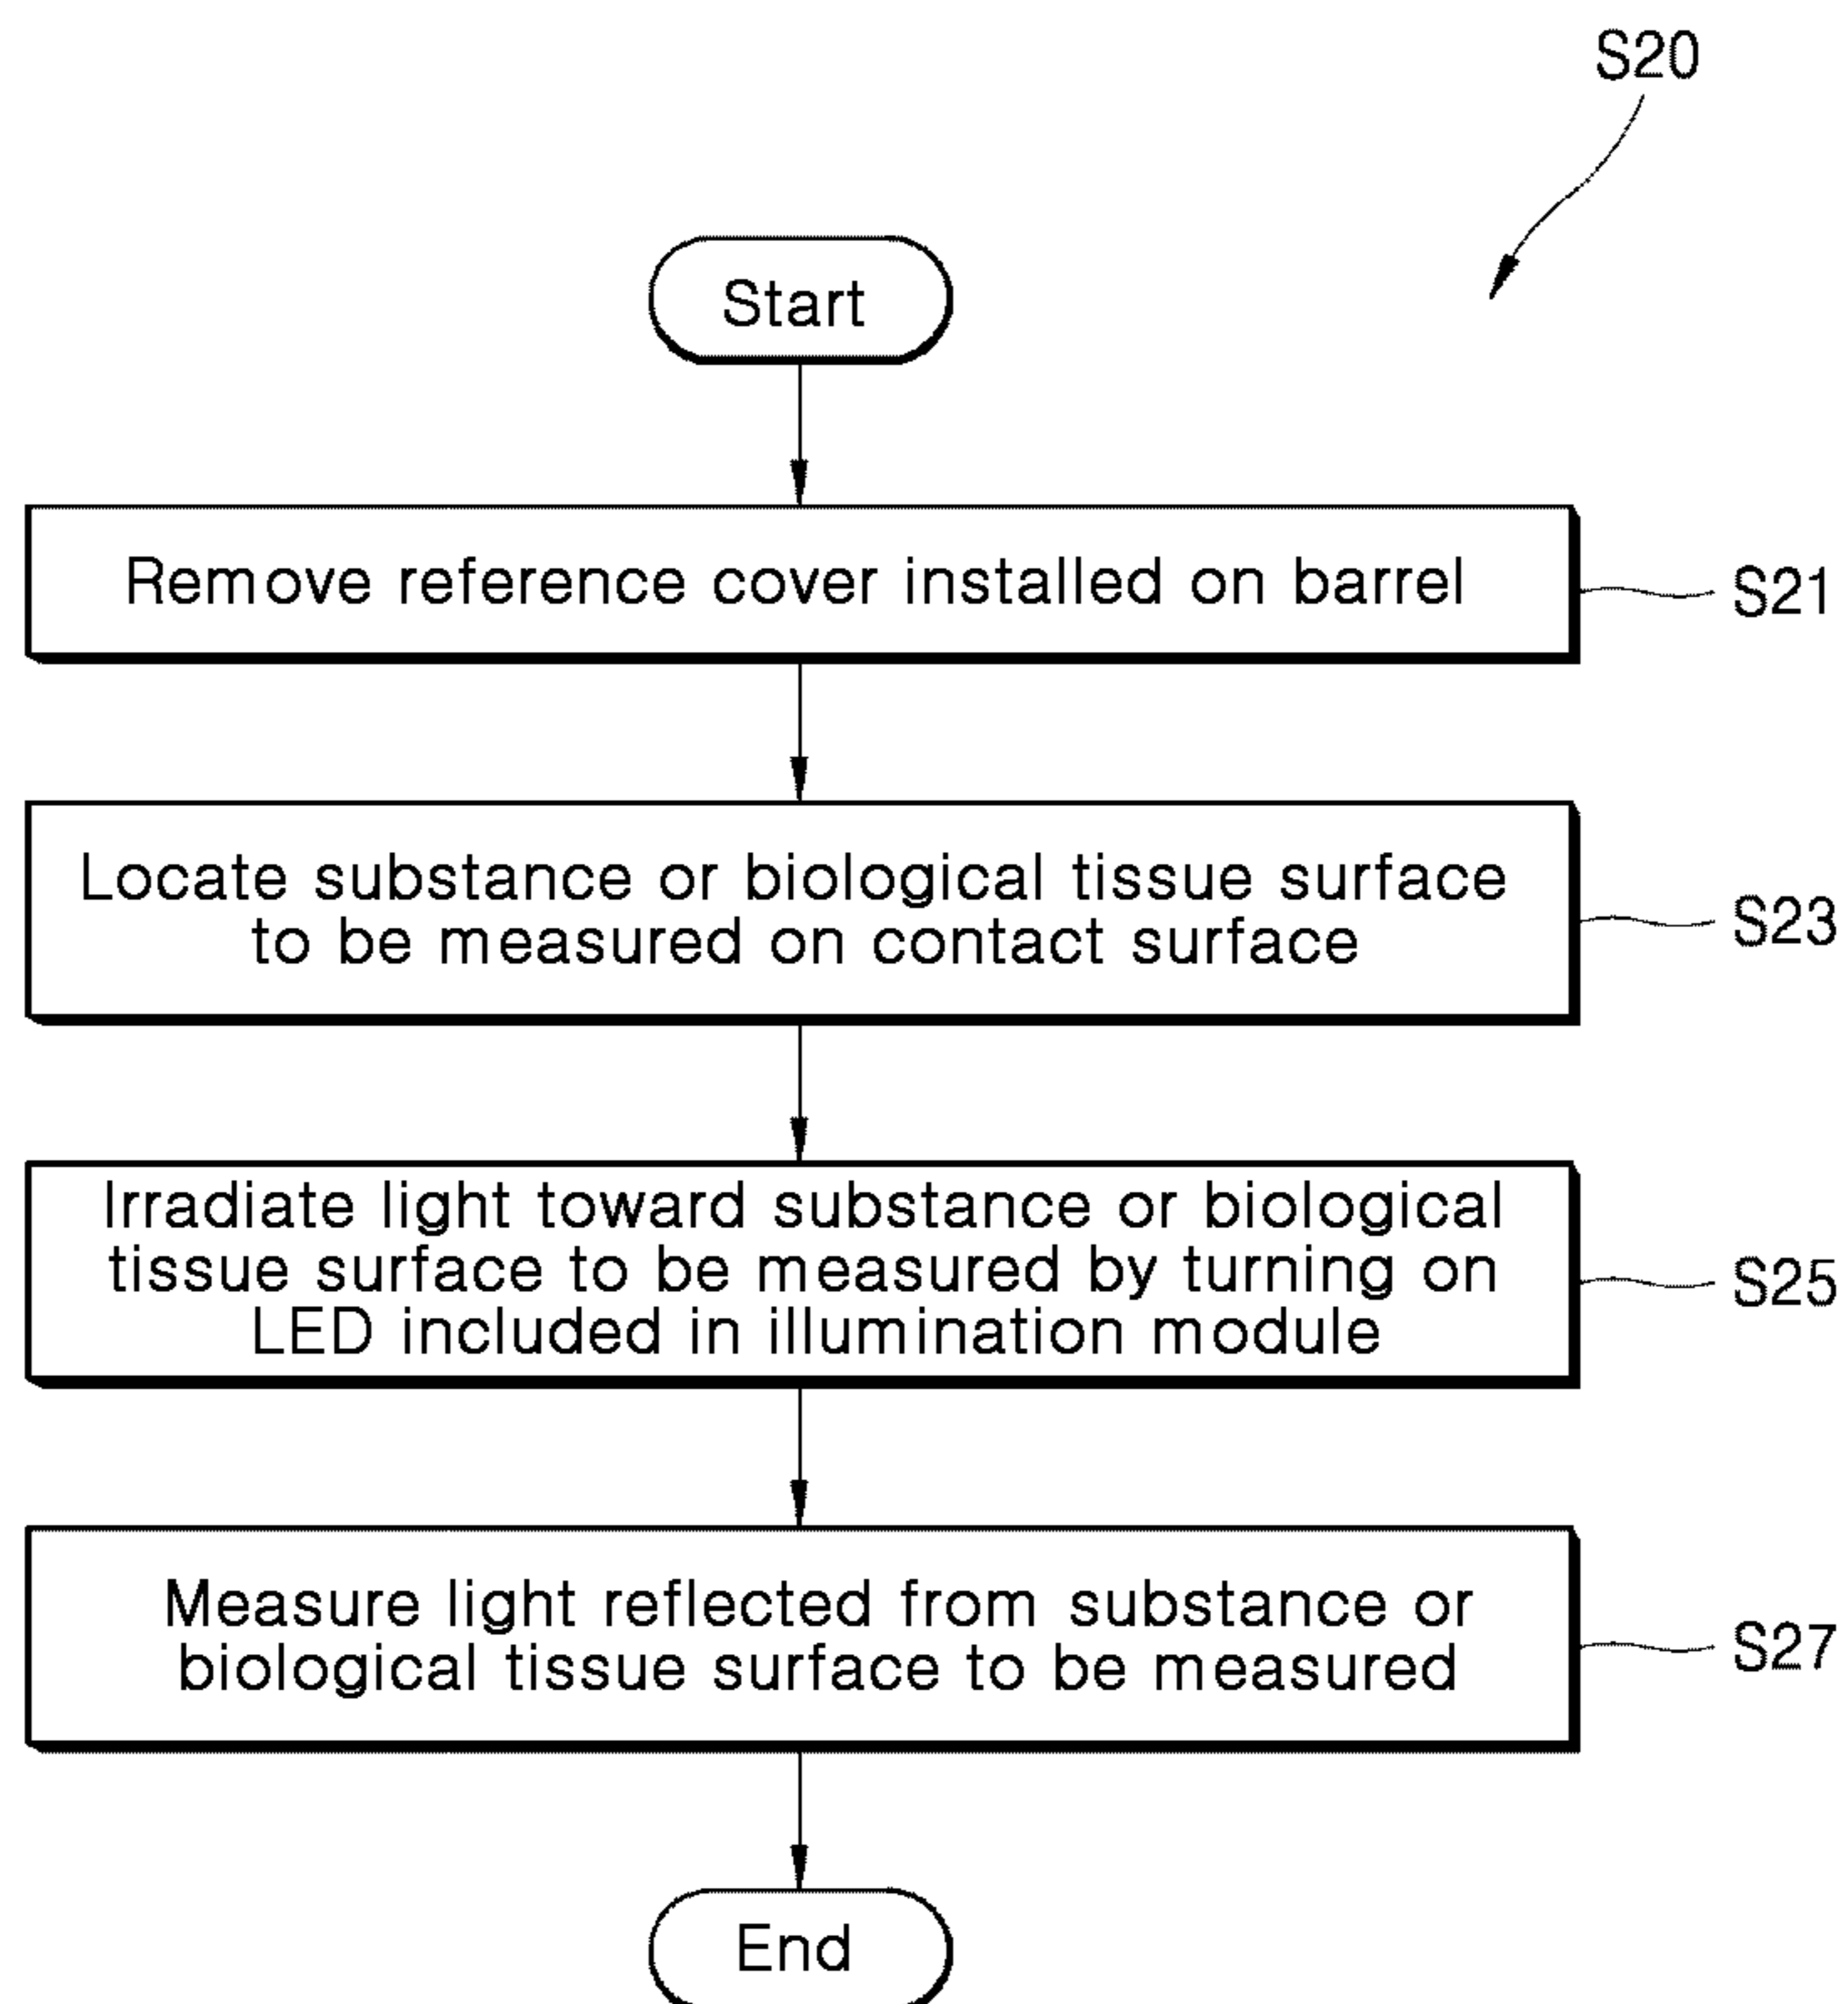 S20
Start
Remove reference cover installed on barrel
S21
Locate substance or biological tissue surface
to be measured on contact surface
S23
Irradiate light toward substance or biological
tissue surface to be measured by turning on
LED included in illumination module
S25
Measure light reflected from substance or
biological tissue surface to be measured
S27
End